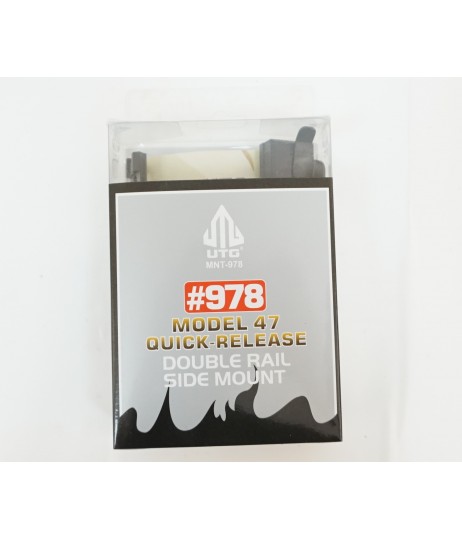 UTG®
MNT-978
#978
MODEL 47
QUICK-RELEASE
DOUBLE RAIL
SIDE MOUNT